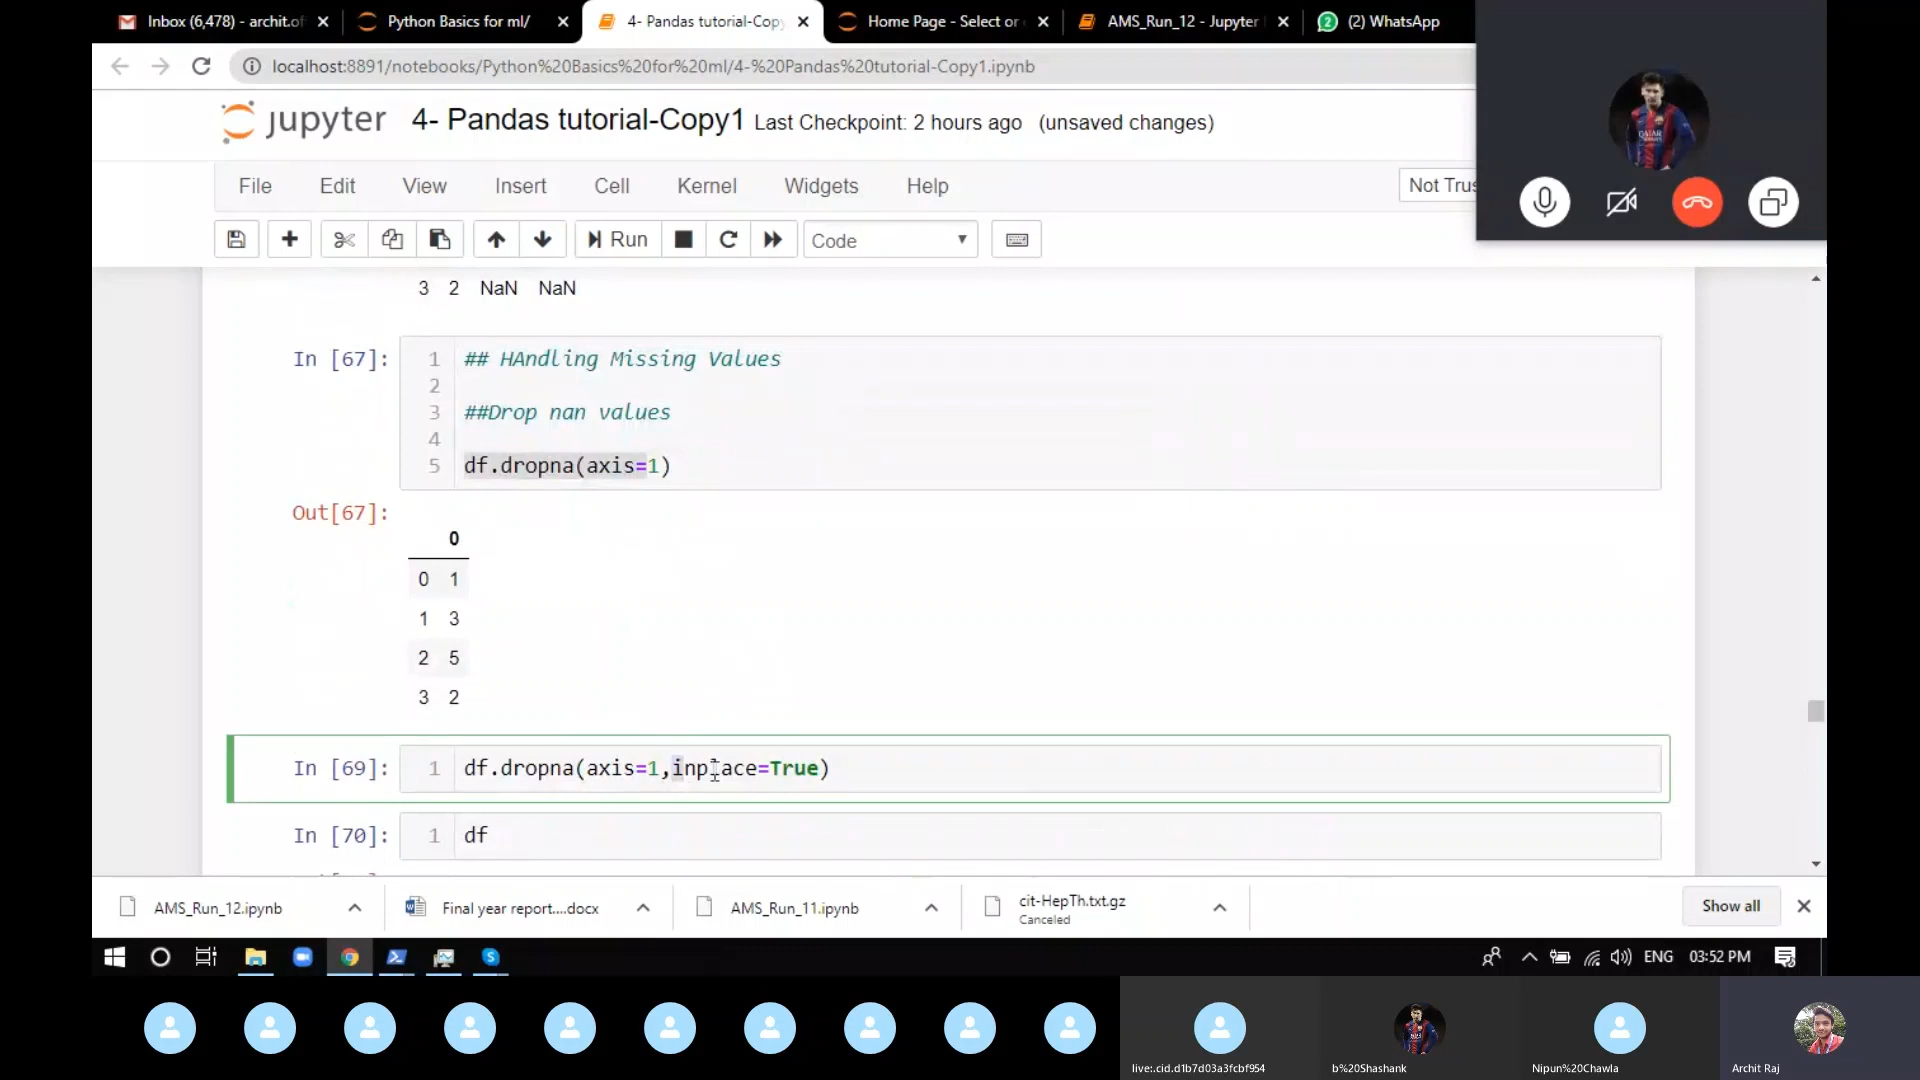 Inbox (6,478) - archit.of
Python Basics for ml/
4- Pandas tutorial-Copy
Home Page - Select or
AMS_Run_12 - Jupyter
2
(2) WhatsApp
localhost:8891/notebooks/Python%20Basics%20for%20ml/4-%20Pandas%20tutorial-Copy1.ipynb
jupyter 4- Pandas tutorial-Copy1 Last Checkpoint: 2 hours ago (unsaved changes)
File Edit View Insert Cell Kernel Widgets Help Not Trus
Run Code
3 2 NaN NaN
In [67]:
1 ## HAndling Missing Values
2
3 ##Drop nan values
4
5 df.dropna(axis=1)
Out[67]:
0
0 1
1 3
2 5
3 2
In [69]: 1 df.dropna(axis=1,inplace=True)
In [70]: 1 df
AMS_Run_12.ipynb
Final year report....docx
AMS_Run_11.ipynb
cit-HepTh.txt.gz
Canceled
Show all
ENG 03:52 PM
live:.cid.d1b7d03a3fcbf954
b%20Shashank
Nipun%20Chawla
Archit Raj